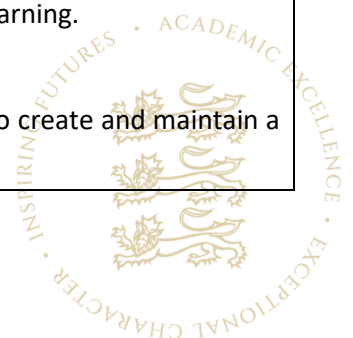 arning.
o create and maintain a
INSPIRING FUTURES • ACADEMIC EXCELLENCE • EXCEPTIONAL CHARACTER •